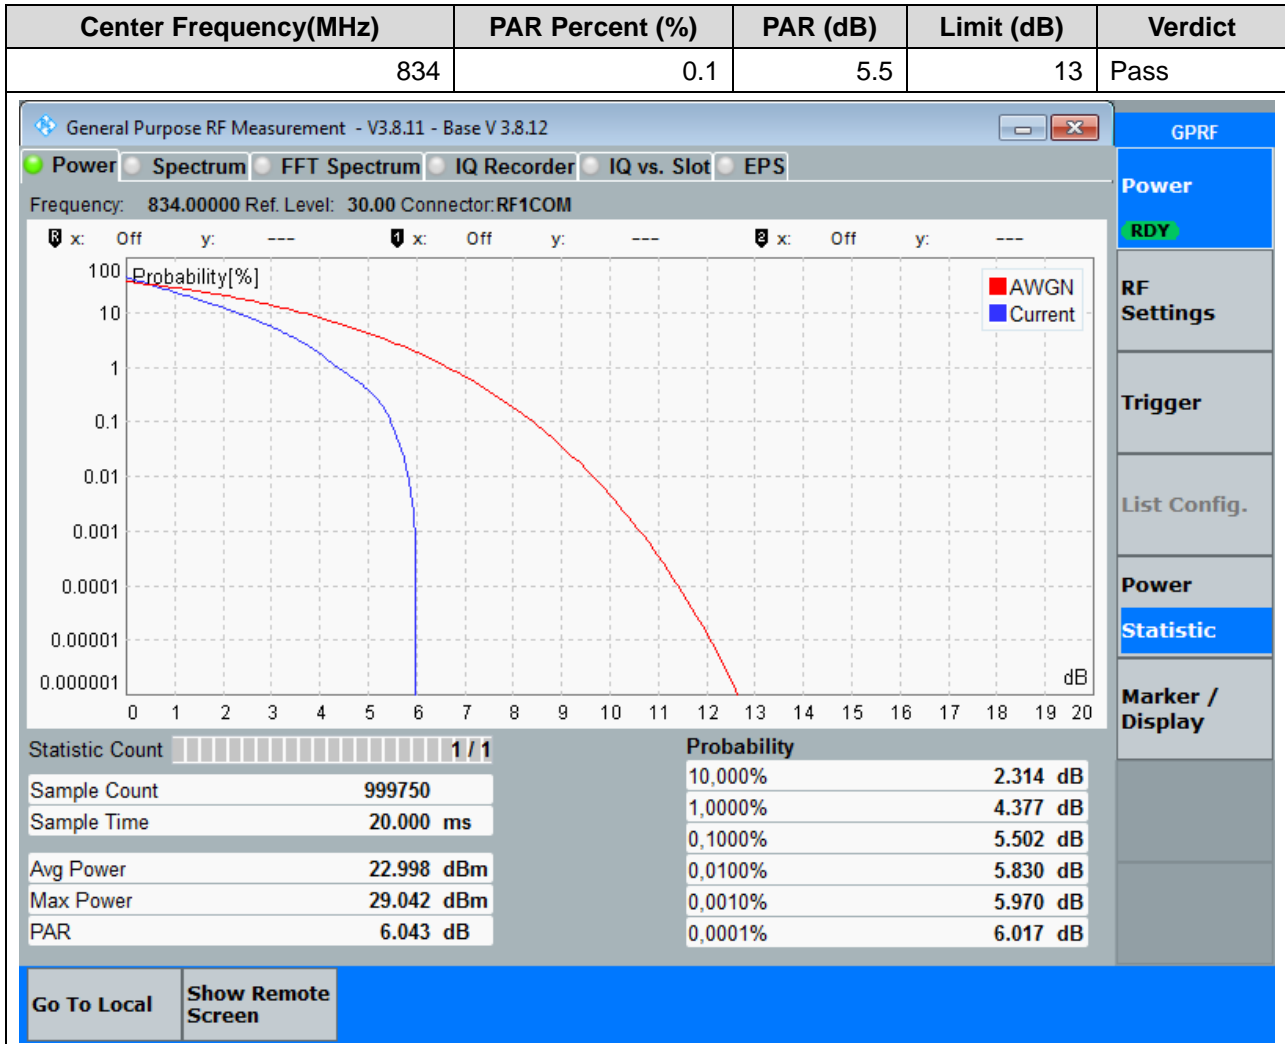 Center Frequency(MHz) PAR Percent (%) PAR (dB) Limit (dB) Verdict
834 0.1 5.5 13 Pass
General Purpose RF Measurement - V3.8.11 - Base V 3.8.12
GPRF
Power Spectrum FFT Spectrum IQ Recorder IQ vs. Slot EPS
Frequency: 834.00000 Ref. Level: 30.00 Connector: RF1COM
R x: Off y: --- 1 x: Off y: --- 2 x: Off y: ---
Probability[%]
AWGN
Current
100
10
1
0.1
0.01
0.001
0.0001
0.00001
0.000001
dB
0 1 2 3 4 5 6 7 8 9 10 11 12 13 14 15 16 17 18 19 20
Statistic Count 1 / 1
Sample Count 999750
Sample Time 20.000 ms
Avg Power 22.998 dBm
Max Power 29.042 dBm
PAR 6.043 dB
Probability
10,000% 2.314 dB
1,0000% 4.377 dB
0,1000% 5.502 dB
0,0100% 5.830 dB
0,0010% 5.970 dB
0,0001% 6.017 dB
Power
RDY
RF
Settings
Trigger
List Config.
Power
Statistic
Marker /
Display
Go To Local
Show Remote
Screen